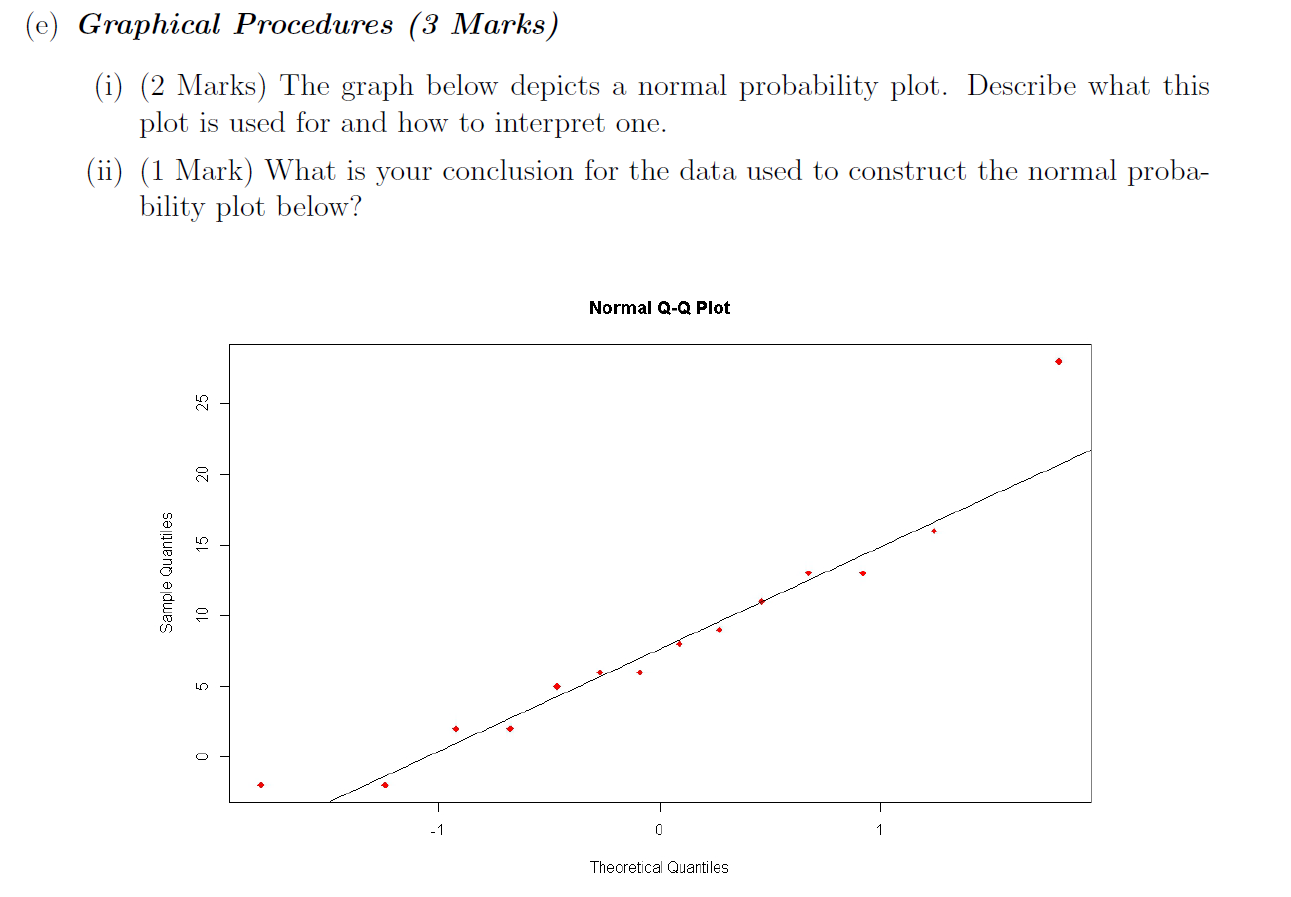 (e) Graphical Procedures (3 Marks)
(i) (2 Marks) The graph below depicts a normal probability plot. Describe what this
plot is used for and how to interpret one.
(ii) (1 Mark) What is your conclusion for the data used to construct the normal proba-
bility plot below?
Normal Q-Q Plot
Sample Quantiles
25
20
15
10
5
0
-1
0
1
Theoretical Quantiles